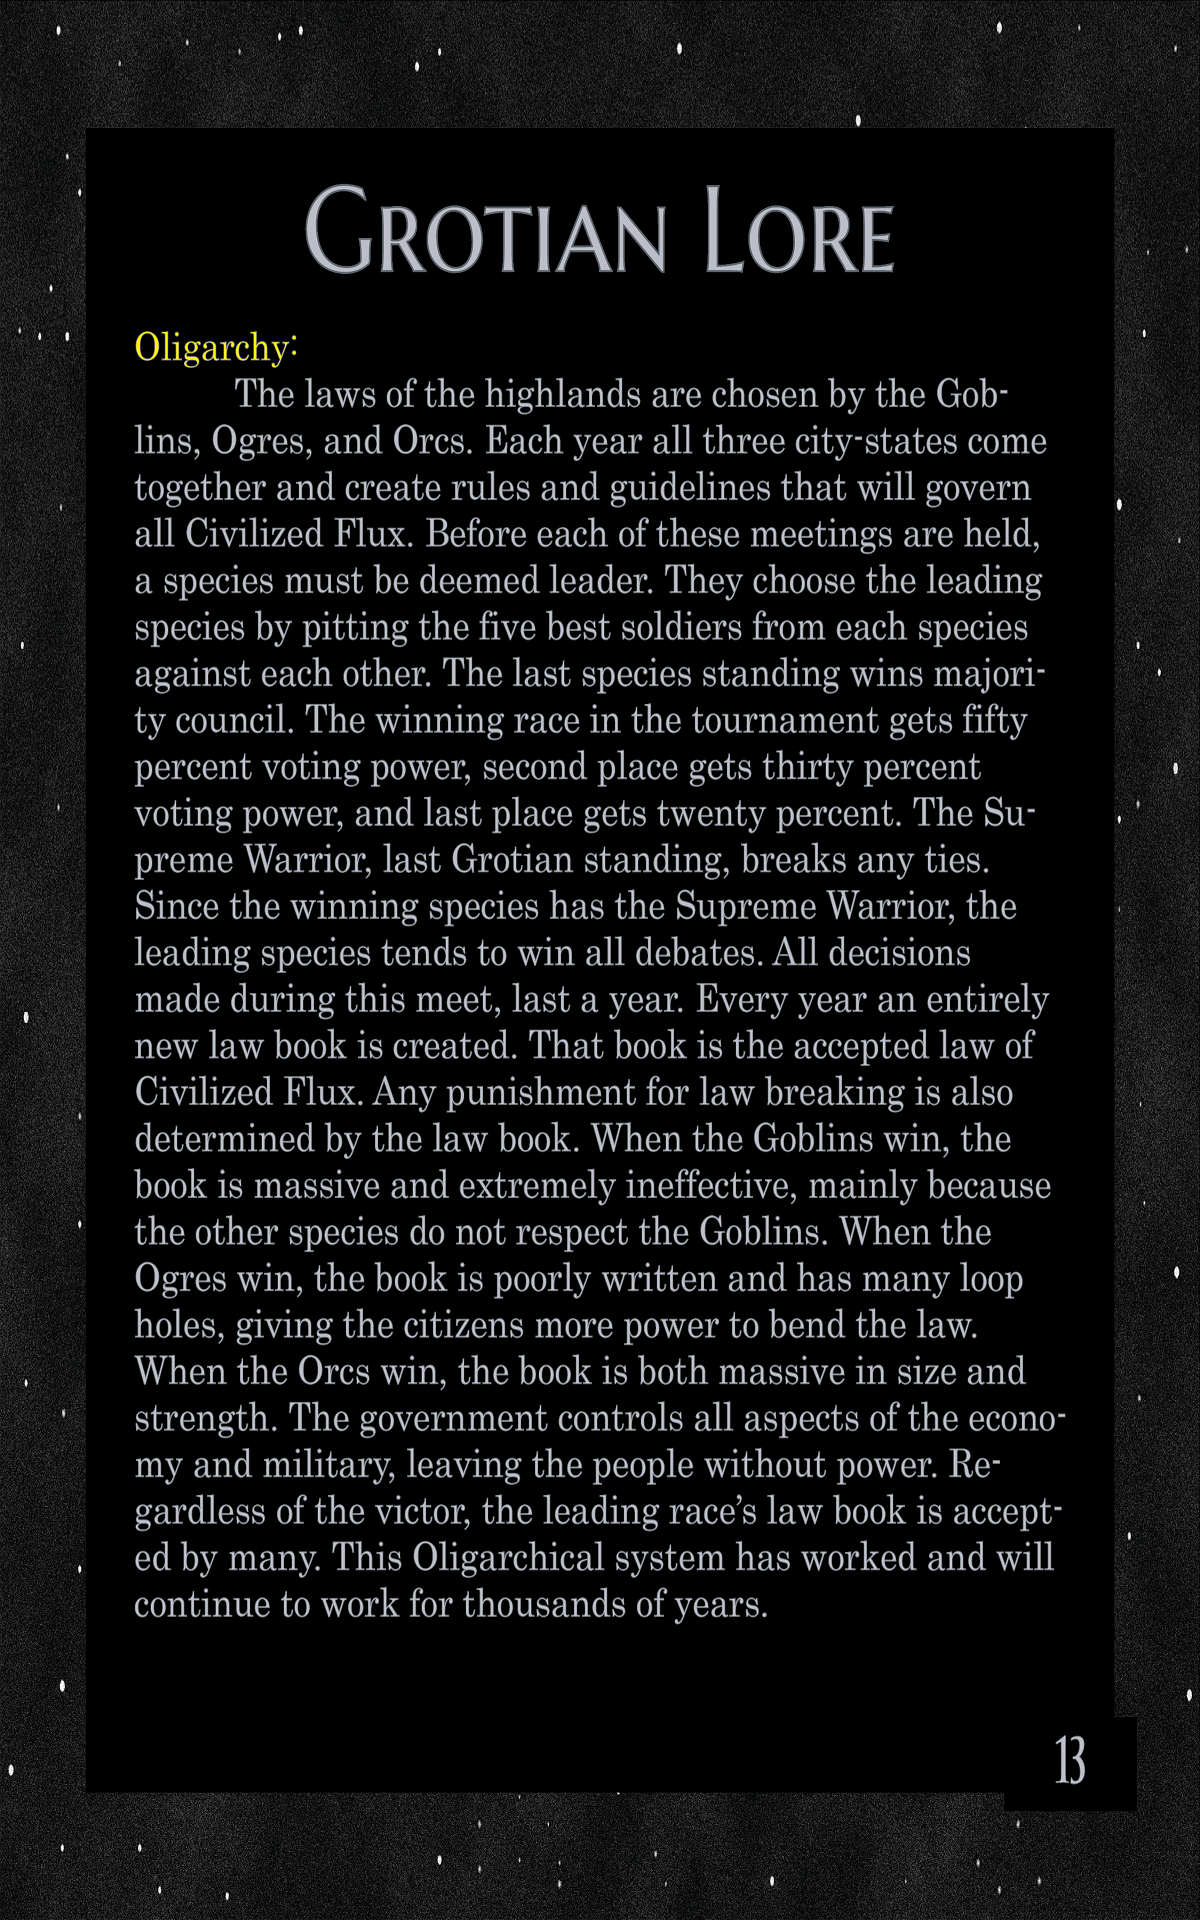 Grotian Lore
Oligarchy:
The laws of the highlands are chosen by the Gob-
lins, Ogres, and Orcs. Each year all three city-states come
together and create rules and guidelines that will govern
all Civilized Flux. Before each of these meetings are held,
a species must be deemed leader. They choose the leading
species by pitting the five best soldiers from each species
against each other. The last species standing wins majori-
ty council. The winning race in the tournament gets fifty
percent voting power, second place gets thirty percent
voting power, and last place gets twenty percent. The Su-
preme Warrior, last Grotian standing, breaks any ties.
Since the winning species has the Supreme Warrior, the
leading species tends to win all debates. All decisions
made during this meet, last a year. Every year an entirely
new law book is created. That book is the accepted law of
Civilized Flux. Any punishment for law breaking is also
determined by the law book. When the Goblins win, the
book is massive and extremely ineffective, mainly because
the other species do not respect the Goblins. When the
Ogres win, the book is poorly written and has many loop
holes, giving the citizens more power to bend the law.
When the Orcs win, the book is both massive in size and
strength. The government controls all aspects of the econo-
my and military, leaving the people without power. Re-
gardless of the victor, the leading race’s law book is accept-
ed by many. This Oligarchical system has worked and will
continue to work for thousands of years.
13